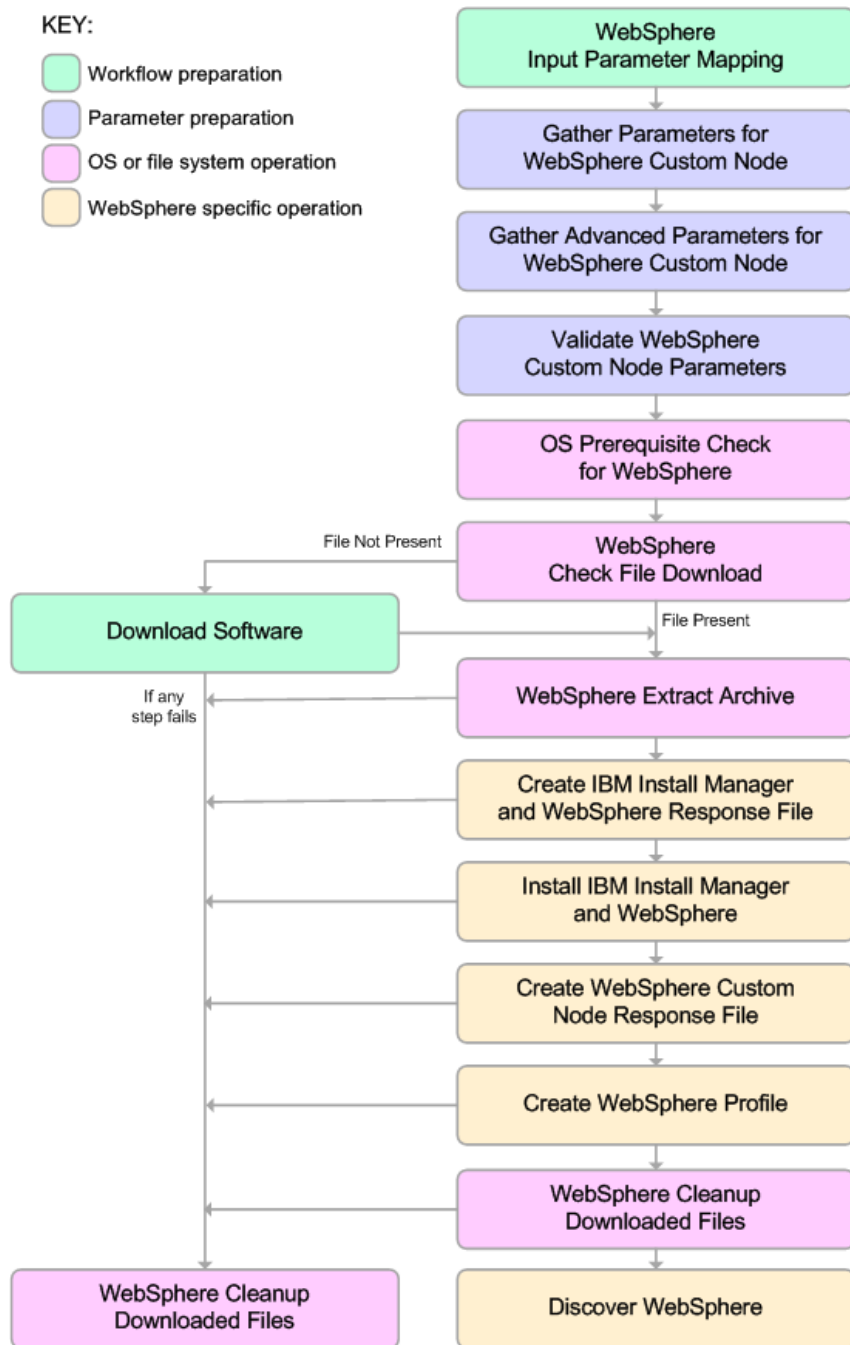 KEY:
Workflow preparation
Parameter preparation
OS or file system operation
WebSphere specific operation
WebSphere
Input Parameter Mapping
Gather Parameters for
WebSphere Custom Node
Gather Advanced Parameters for
WebSphere Custom Node
Validate WebSphere
Custom Node Parameters
OS Prerequisite Check
for WebSphere
File Not Present
WebSphere
Check File Download
Download Software
File Present
If any
step fails
WebSphere Extract Archive
Create IBM Install Manager
and WebSphere Response File
Install IBM Install Manager
and WebSphere
Create WebSphere Custom
Node Response File
Create WebSphere Profile
WebSphere Cleanup
Downloaded Files
WebSphere Cleanup
Downloaded Files
Discover WebSphere